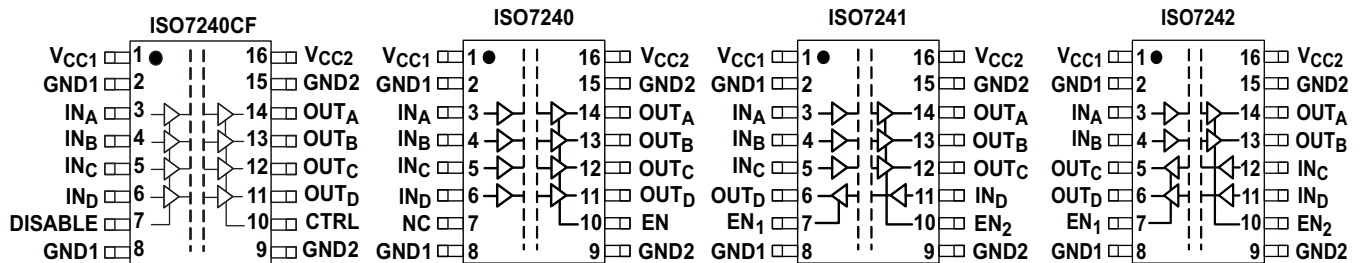 ISO7240CF
VCC1 1 16 VCC2
GND1 2 15 GND2
INA 3 14 OUTA
INB 4 13 OUTB
INC 5 12 OUTC
IND 6 11 OUTD
DISABLE 7 10 CTRL
GND1 8 9 GND2
ISO7240
VCC1 1 16 VCC2
GND1 2 15 GND2
INA 3 14 OUTA
INB 4 13 OUTB
INC 5 12 OUTC
IND 6 11 OUTD
NC 7 10 EN
GND1 8 9 GND2
ISO7241
VCC1 1 16 VCC2
GND1 2 15 GND2
INA 3 14 OUTA
INB 4 13 OUTB
INC 5 12 OUTC
OUTD 6 11 IND
EN1 7 10 EN2
GND1 8 9 GND2
ISO7242
VCC1 1 16 VCC2
GND1 2 15 GND2
INA 3 14 OUTA
INB 4 13 OUTB
OUTC 5 12 INC
OUTD 6 11 IND
EN1 7 10 EN2
GND1 8 9 GND2